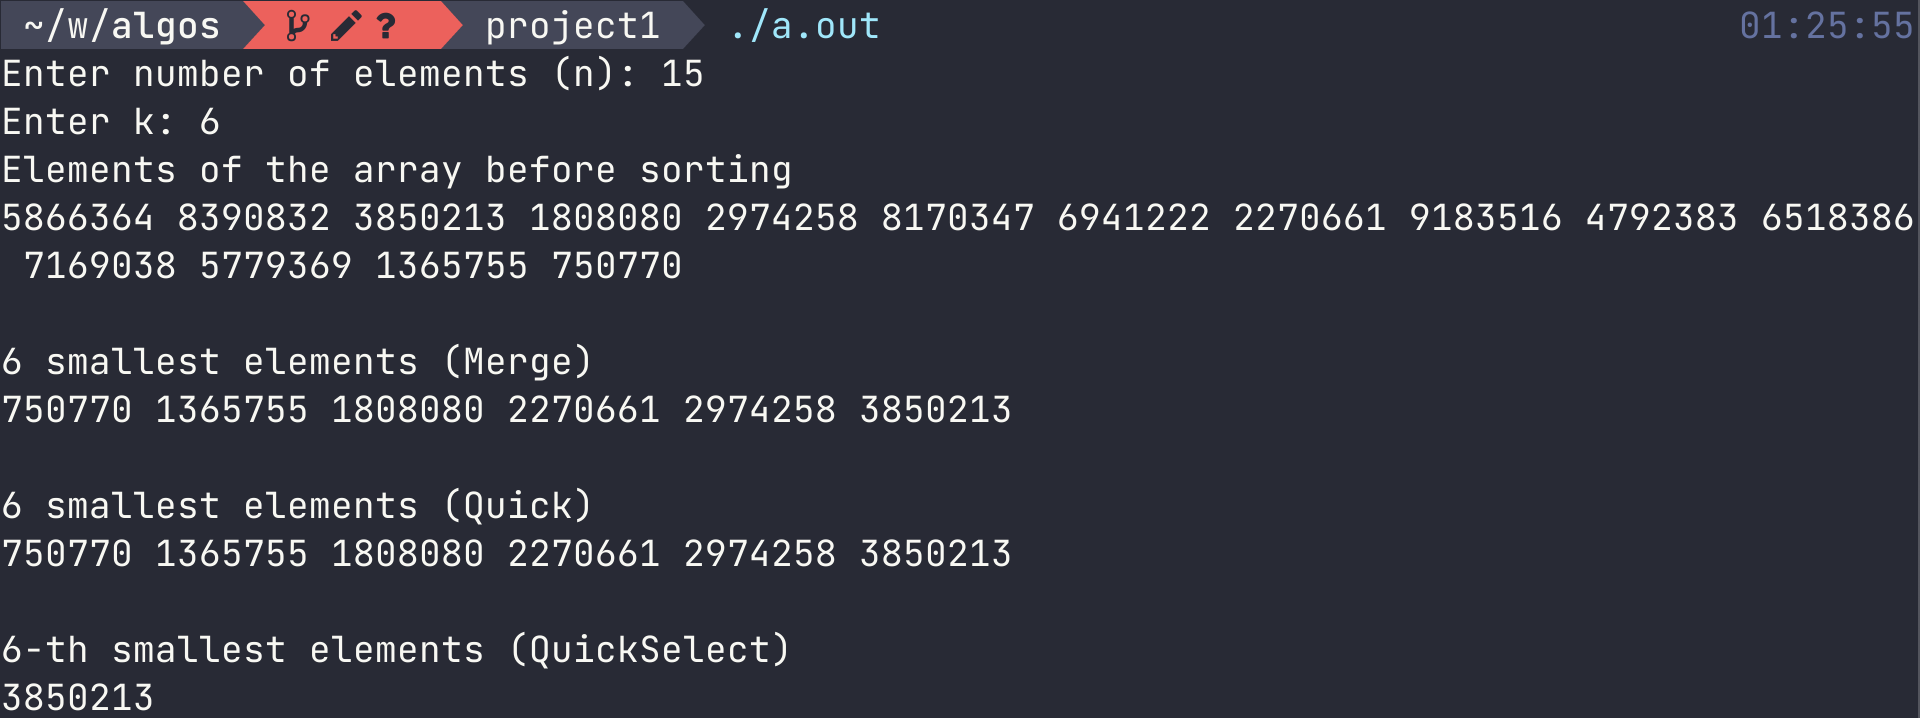 ~/w/algos ? project1 ./a.out 01:25:55
Enter number of elements (n): 15
Enter k: 6
Elements of the array before sorting
5866364 8390832 3850213 1808080 2974258 8170347 6941222 2270661 9183516 4792383 6518386
7169038 5779369 1365755 750770
6 smallest elements (Merge)
750770 1365755 1808080 2270661 2974258 3850213
6 smallest elements (Quick)
750770 1365755 1808080 2270661 2974258 3850213
6-th smallest elements (QuickSelect)
3850213